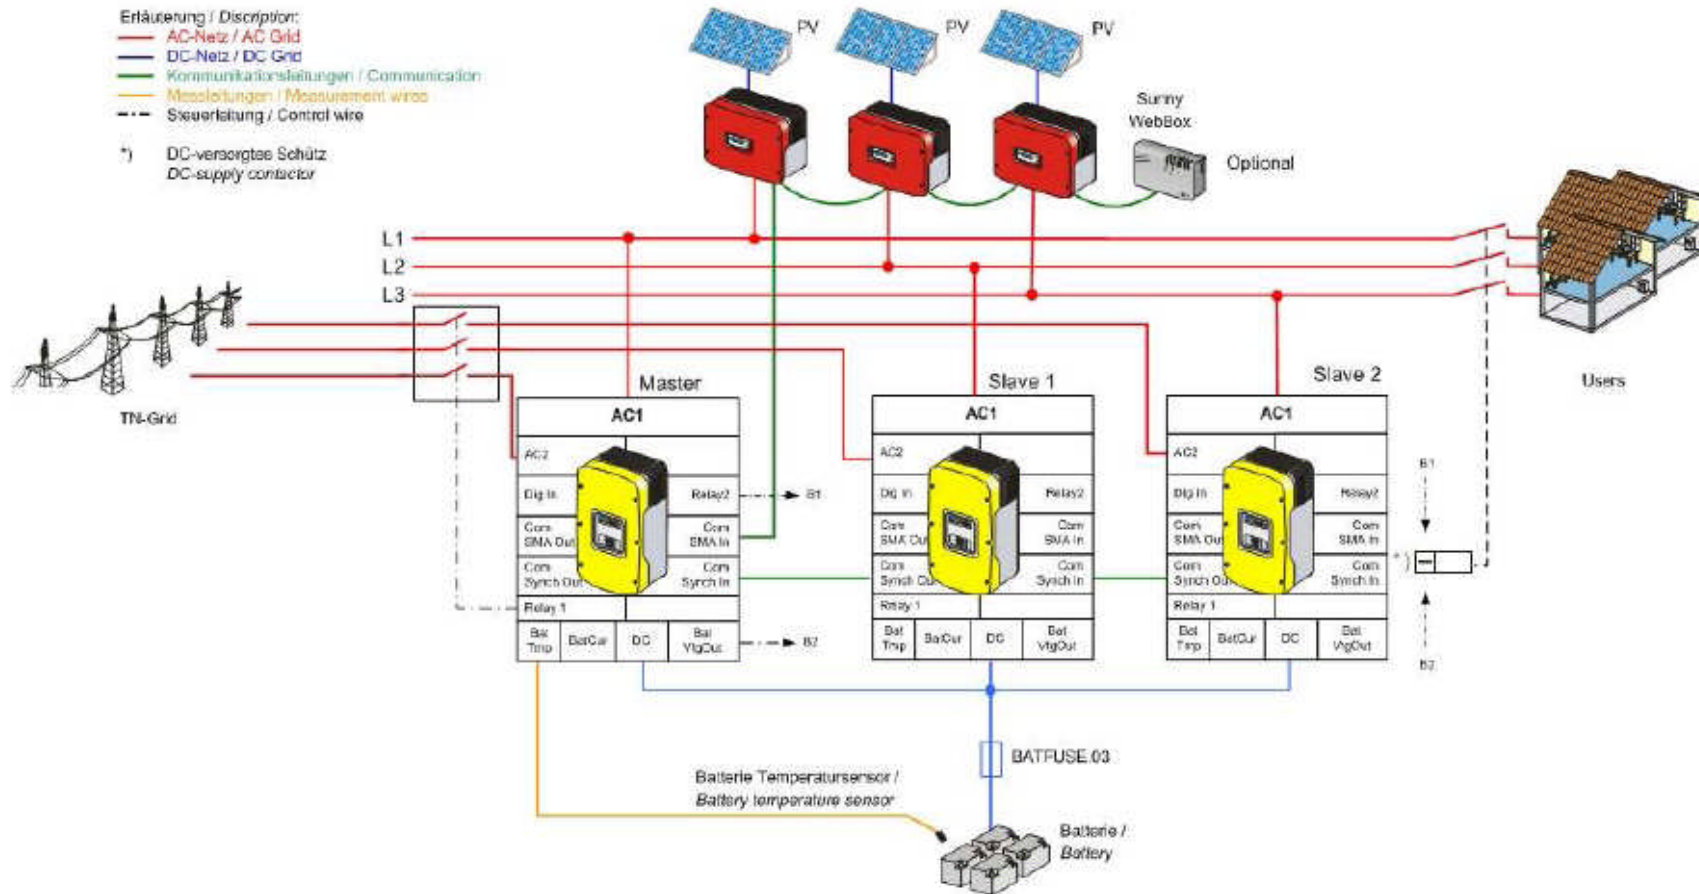 Erläuterung / Discription:
AC-Netz / AC Grid
DC-Netz / DC Grid
Kommunikationsleitungen / Communication
Messleitungen / Measurement wires
Steuerleitung / Control wire
*) DC-versorgtes Schütz
DC-supply contactor
PV
PV
PV
Sunny
WebBox
Optional
L1
L2
L3
TN-Grid
Users
Master
AC1
AC2
Dig In
Relay2
B1
Com
SMA Out
Com
SMA In
Com
Synch Out
Com
Synch In
Relay 1
Bat
Tmp
BatCur
DC
Bat
VtgOut
B2
Slave 1
AC1
AC2
Dig In
Relay2
Com
SMA Out
Com
SMA In
Com
Synch Out
Com
Synch In
Relay 1
Bat
Tmp
BatCur
DC
Bat
VtgOut
Slave 2
AC1
AC2
Dig In
Relay2
Com
SMA Out
Com
SMA In
Com
Synch Out
Com
Synch In
Relay 1
Bat
Tmp
BatCur
DC
Bat
VtgOut
B1
*)
B2
BATFUSE.03
Batterie Temperatursensor /
Battery temperature sensor
Batterie /
Battery